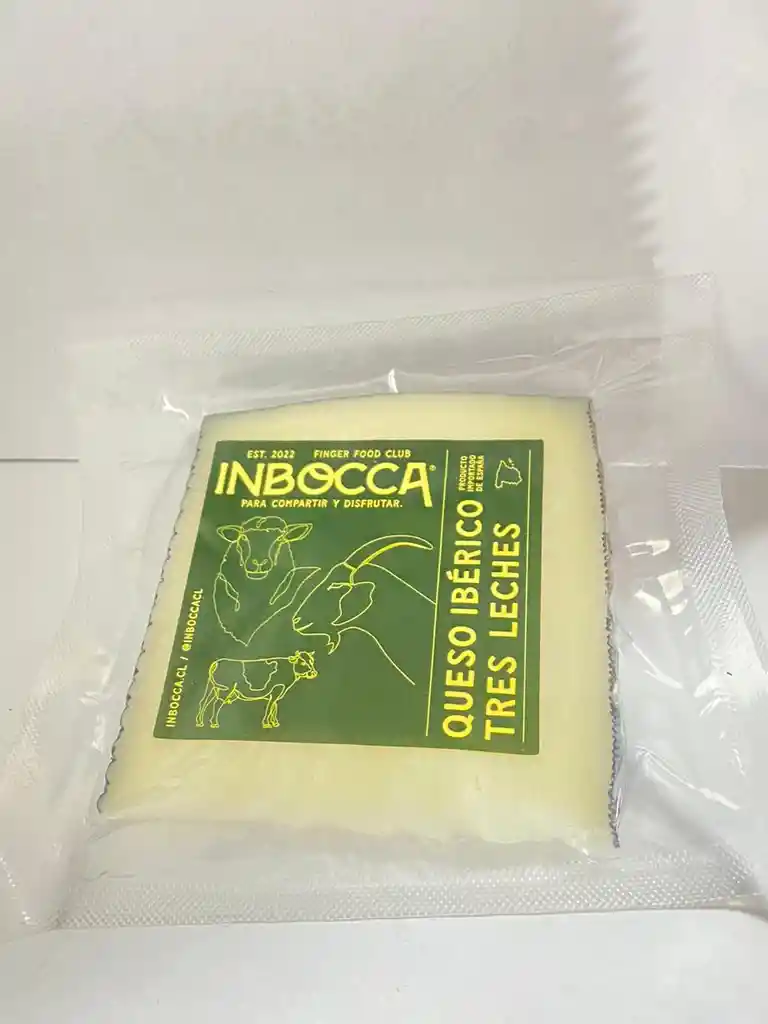 EST. 2022 FINGER FOOD CLUB
INBOCCA®
PARA COMPARTIR Y DISFRUTAR.
PRODUCTO
IMPORTADO
DE ESPAÑA
QUESO IBÉRICO
TRES LECHES
INBOCCA.CL / @INBOCCACL